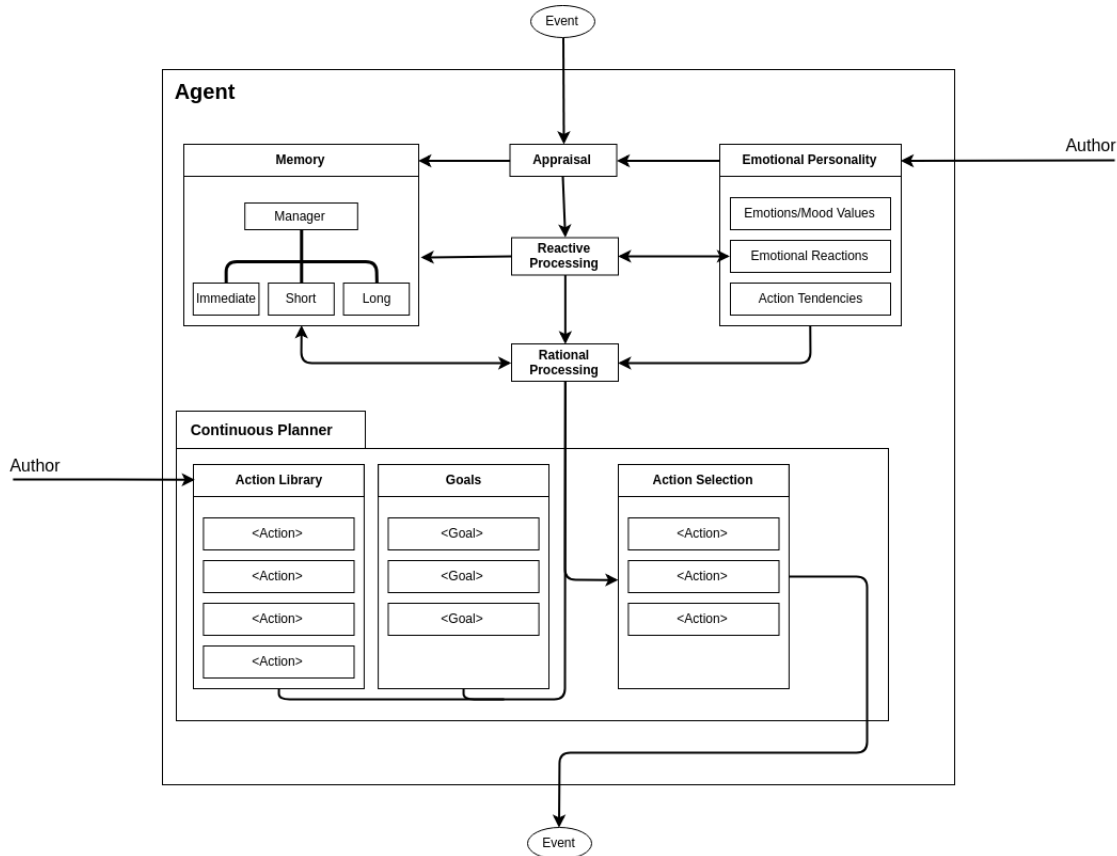 Event
Agent
Author
Memory
Appraisal
Emotional Personality
Manager
Emotions/Mood Values
Reactive
Processing
Emotional Reactions
Immediate
Short
Long
Action Tendencies
Rational
Processing
Continuous Planner
Author
Action Library
Goals
Action Selection
<Action>
<Goal>
<Action>
<Action>
<Goal>
<Action>
<Action>
<Goal>
<Action>
<Action>
Event